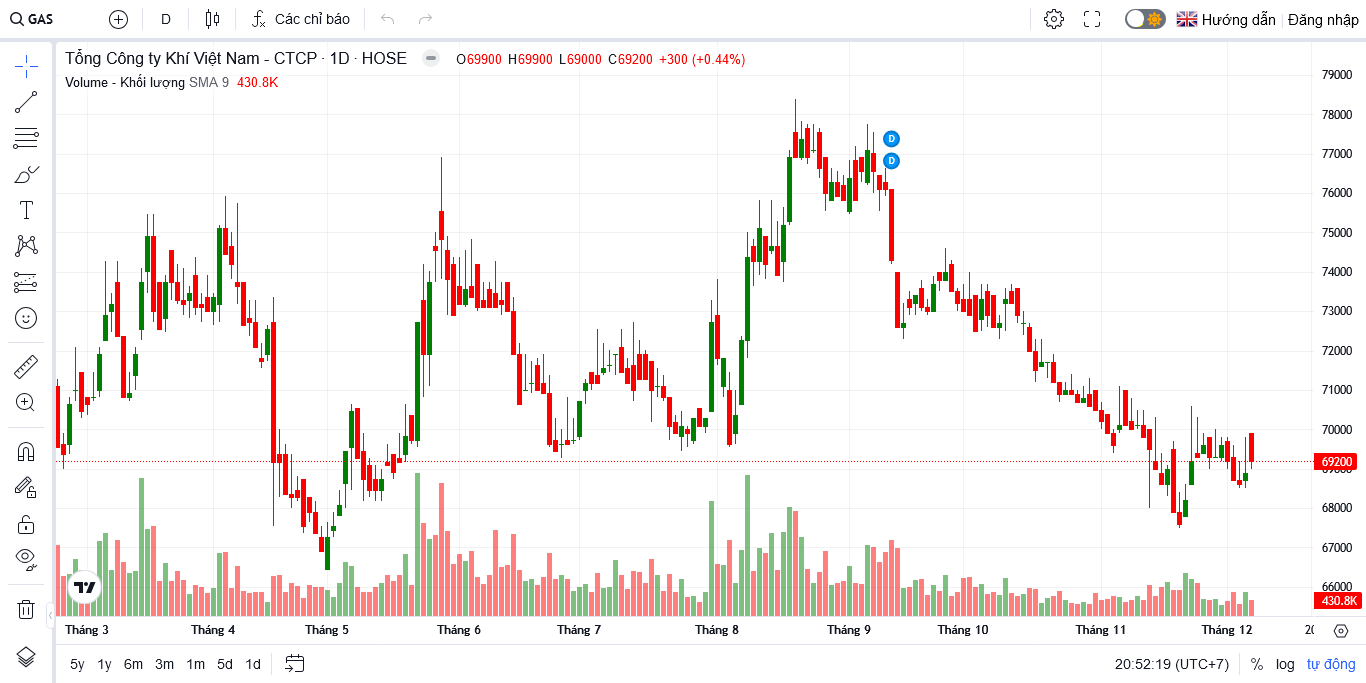 GAS D Các chỉ báo Hướng dẫn Đăng nhập
Tổng Công ty Khí Việt Nam - CTCP · 1D · HOSE O69900 H69900 L69000 C69200 +300 (+0.44%)
Volume - Khối lượng SMA 9 430.8K
D
D
79000
78000
77000
76000
75000
74000
73000
72000
71000
70000
69200
68000
67000
66000
430.8K
Tháng 3 Tháng 4 Tháng 5 Tháng 6 Tháng 7 Tháng 8 Tháng 9 Tháng 10 Tháng 11 Tháng 12
5y 1y 6m 3m 1m 5d 1d 20:52:19 (UTC+7) % log tự động